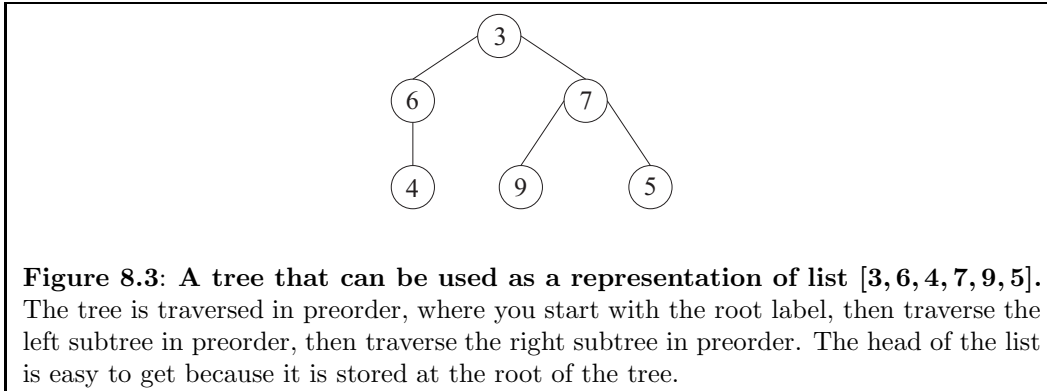 3
6 7
4 9 5
Figure 8.3: A tree that can be used as a representation of list [3, 6, 4, 7, 9, 5].
The tree is traversed in preorder, where you start with the root label, then traverse the
left subtree in preorder, then traverse the right subtree in preorder. The head of the list
is easy to get because it is stored at the root of the tree.